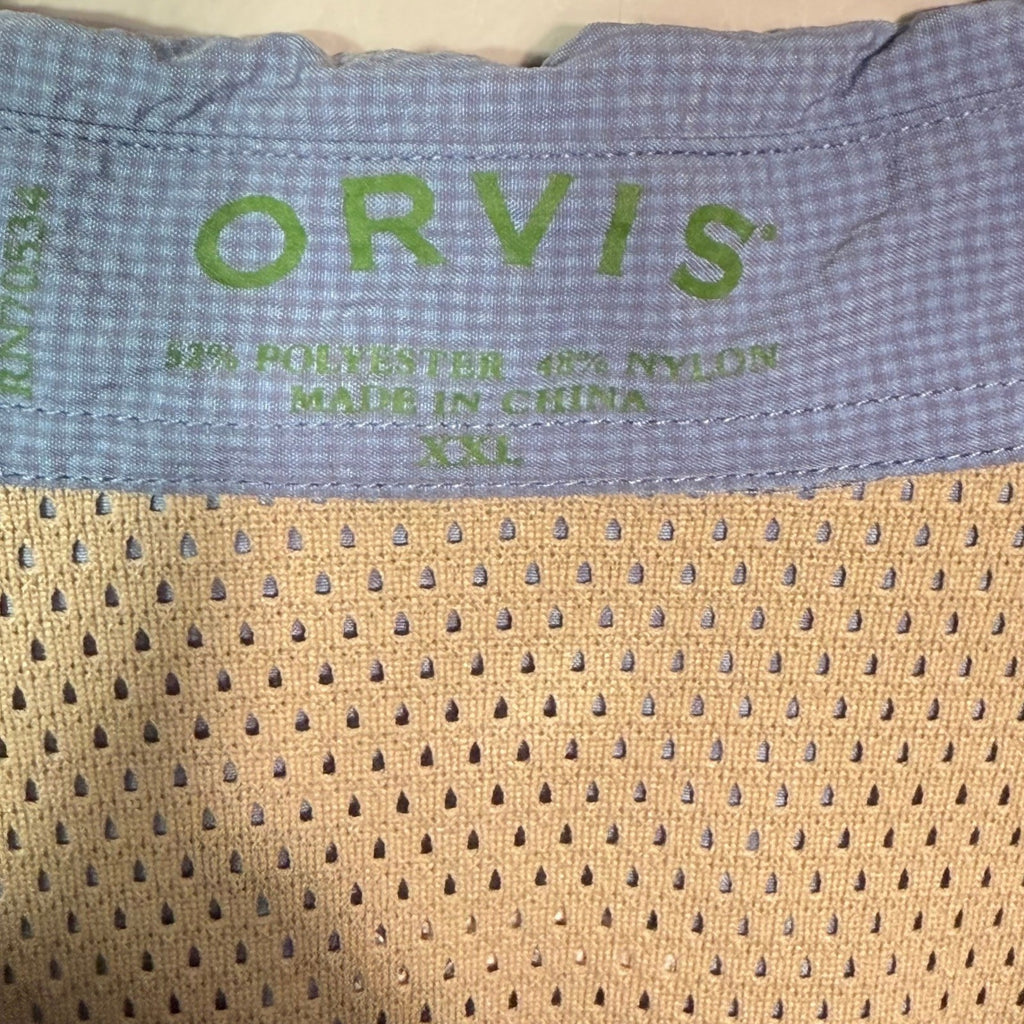 ORVIS®
52% POLYESTER 48% NYLON
MADE IN CHINA
XXL
RN70534